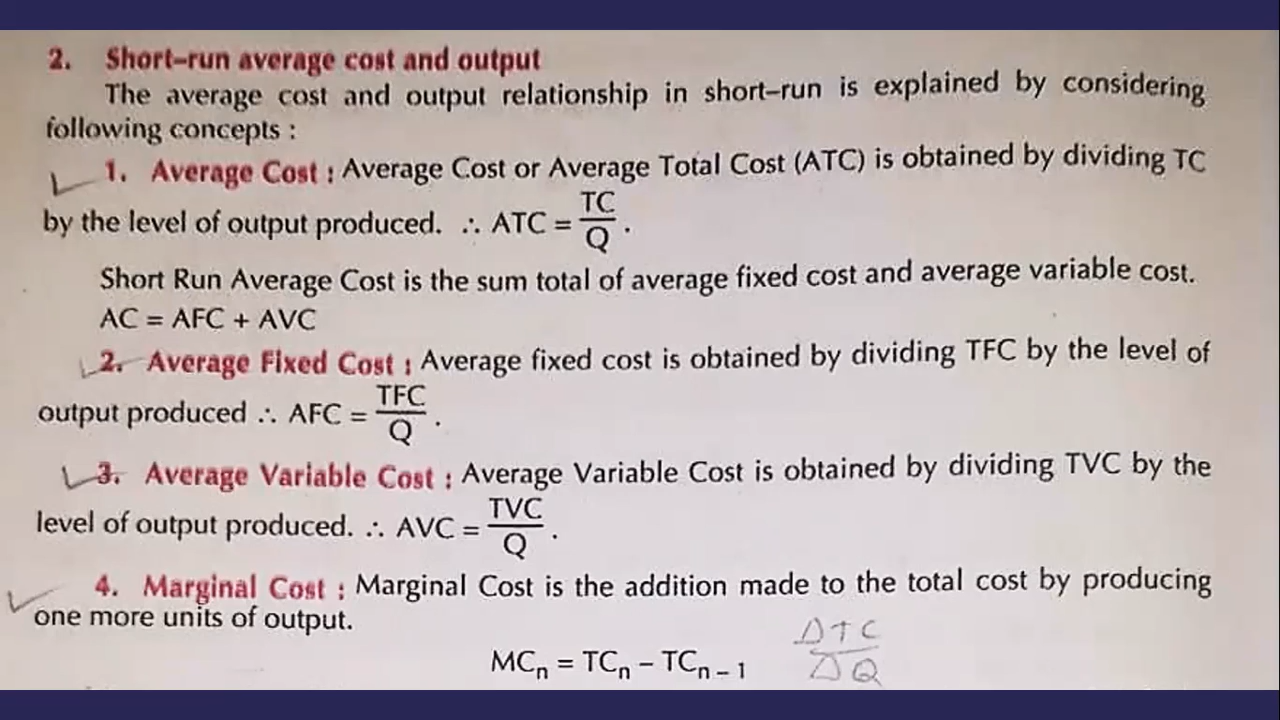 2. Short-run average cost and output
The average cost and output relationship in short-run is explained by considering
following concepts :
1. Average Cost : Average Cost or Average Total Cost (ATC) is obtained by dividing TC
by the level of output produced. ∴ ATC = TC/Q .
Short Run Average Cost is the sum total of average fixed cost and average variable cost.
AC = AFC + AVC
2. Average Fixed Cost : Average fixed cost is obtained by dividing TFC by the level of
output produced ∴ AFC = TFC/Q .
3. Average Variable Cost : Average Variable Cost is obtained by dividing TVC by the
level of output produced. ∴ AVC = TVC/Q .
4. Marginal Cost : Marginal Cost is the addition made to the total cost by producing
one more units of output.
MCn = TCn – TCn – 1 ΔTC/ΔQ